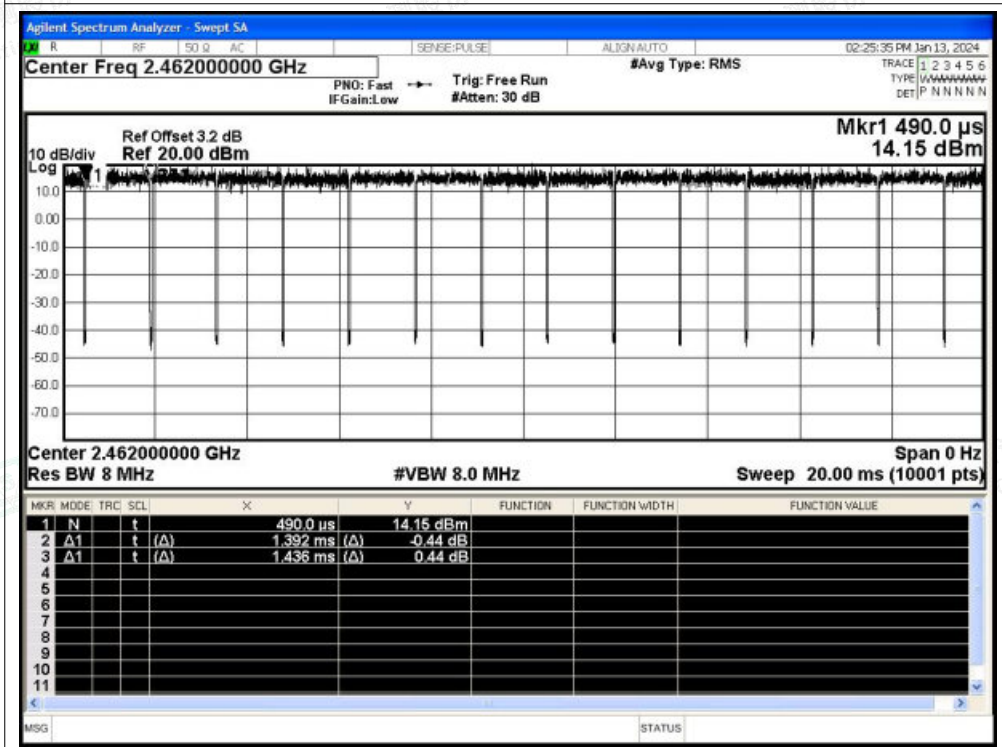 Agilent Spectrum Analyzer - Swept SA
R RF 50 Ω AC SENSE:PULSE ALIGN AUTO 02:25:35 PM Jan 13, 2024
Center Freq 2.462000000 GHz #Avg Type: RMS TRACE 1 2 3 4 5 6
PNO: Fast Trig: Free Run TYPE
IFGain:Low #Atten: 30 dB DET P N N N N N
Mkr1 490.0 µs
Ref Offset 3.2 dB
10 dB/div Ref 20.00 dBm 14.15 dBm
Log
1
10.0
0.00
-10.0
-20.0
-30.0
-40.0
-50.0
-60.0
-70.0
Center 2.462000000 GHz Span 0 Hz
Res BW 8 MHz #VBW 8.0 MHz Sweep 20.00 ms (10001 pts)
MKR MODE TRC SCL X Y FUNCTION FUNCTION WIDTH FUNCTION VALUE
1 N t 490.0 µs 14.15 dBm
2 Δ1 t (Δ) 1.392 ms (Δ) -0.44 dB
3 Δ1 t (Δ) 1.436 ms (Δ) 0.44 dB
4
5
6
7
8
9
10
11
MSG STATUS